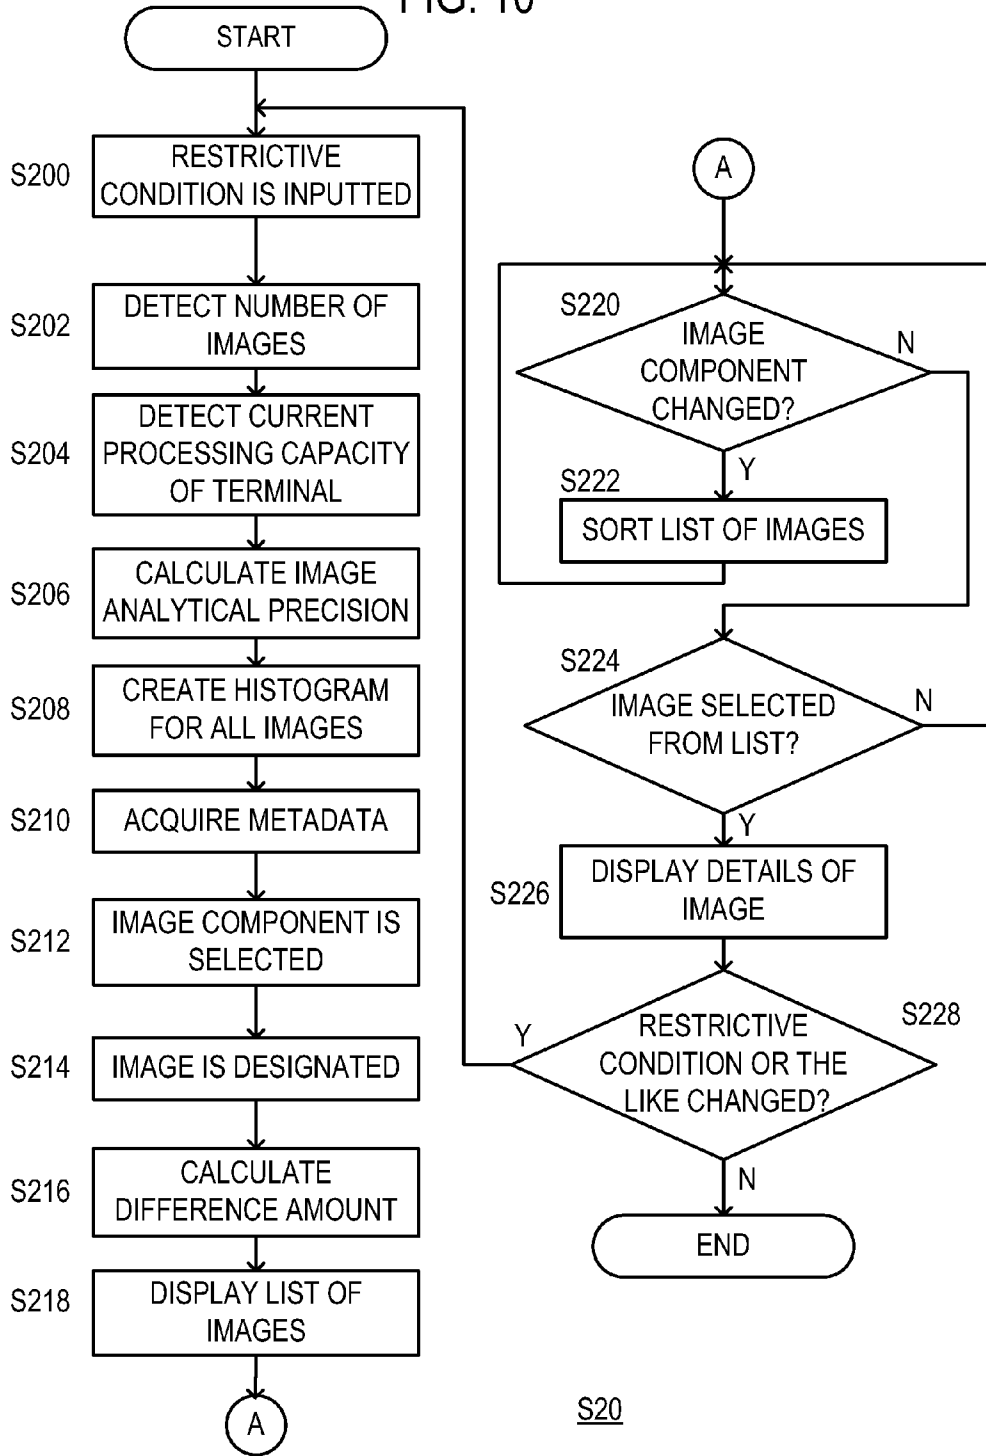 FIG. 10
START
S200
RESTRICTIVE
CONDITION IS INPUTTED
S202
DETECT NUMBER OF
IMAGES
S204
DETECT CURRENT
PROCESSING CAPACITY
OF TERMINAL
S206
CALCULATE IMAGE
ANALYTICAL PRECISION
S208
CREATE HISTOGRAM
FOR ALL IMAGES
S210
ACQUIRE METADATA
S212
IMAGE COMPONENT IS
SELECTED
S214
IMAGE IS DESIGNATED
S216
CALCULATE
DIFFERENCE AMOUNT
S218
DISPLAY LIST OF
IMAGES
A
A
S220
IMAGE
COMPONENT
CHANGED?
N
Y
S222
SORT LIST OF IMAGES
S224
IMAGE SELECTED
FROM LIST?
N
Y
S226
DISPLAY DETAILS OF
IMAGE
S228
RESTRICTIVE
CONDITION OR THE
LIKE CHANGED?
Y
N
END
S20